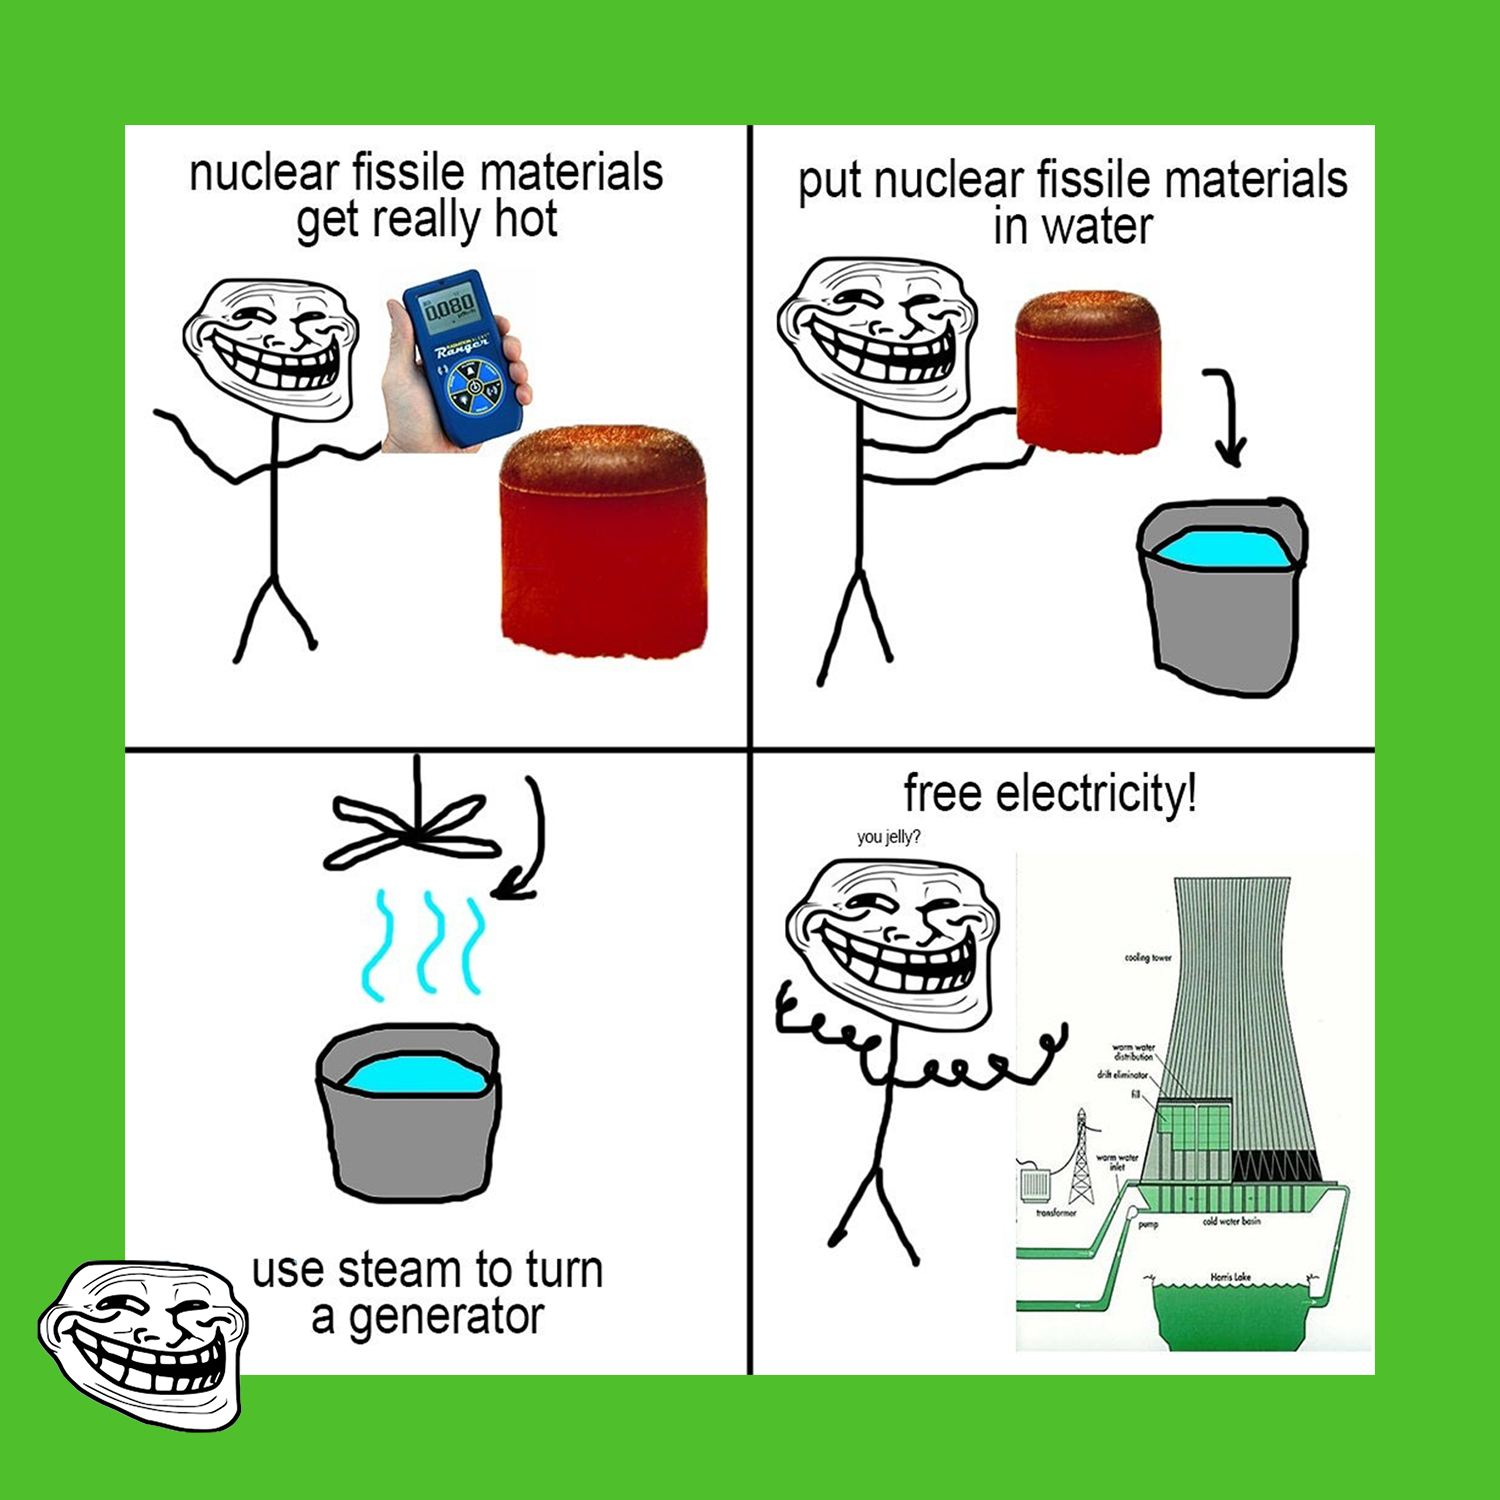 nuclear fissile materials
get really hot
0.080
Ranger
put nuclear fissile materials
in water
use steam to turn
a generator
free electricity!
you jelly?
cooling tower
warm water
distribution
drift eliminator
fill
warm water
inlet
transformer
pump
cold water basin
Harris Lake